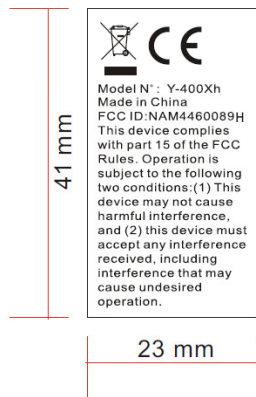 CE
Model N°: Y-400Xh
Made in China
FCC ID:NAM4460089H
This device complies
with part 15 of the FCC
Rules. Operation is
subject to the following
two conditions:(1) This
device may not cause
harmful interference,
and (2) this device must
accept any interference
received, including
interference that may
cause undesired
operation.
41 mm
23 mm